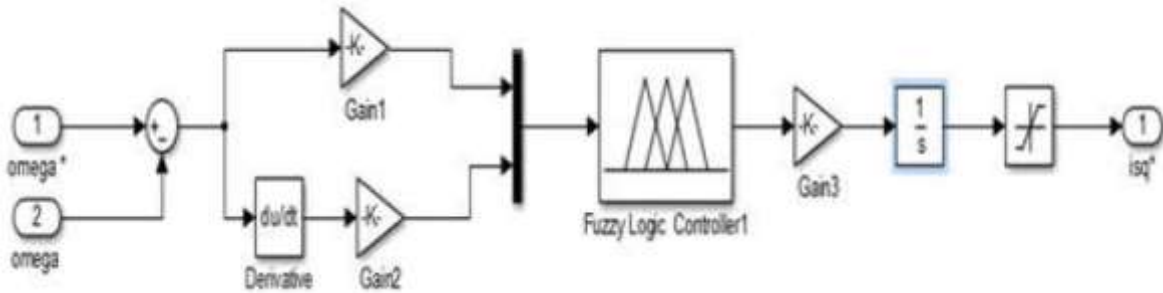 1
omega*
2
omega
+
-
-K-
Gain1
du/dt
Derivative
-K-
Gain2
Fuzzy Logic Controller1
-K-
Gain3
1
s
1
isq*